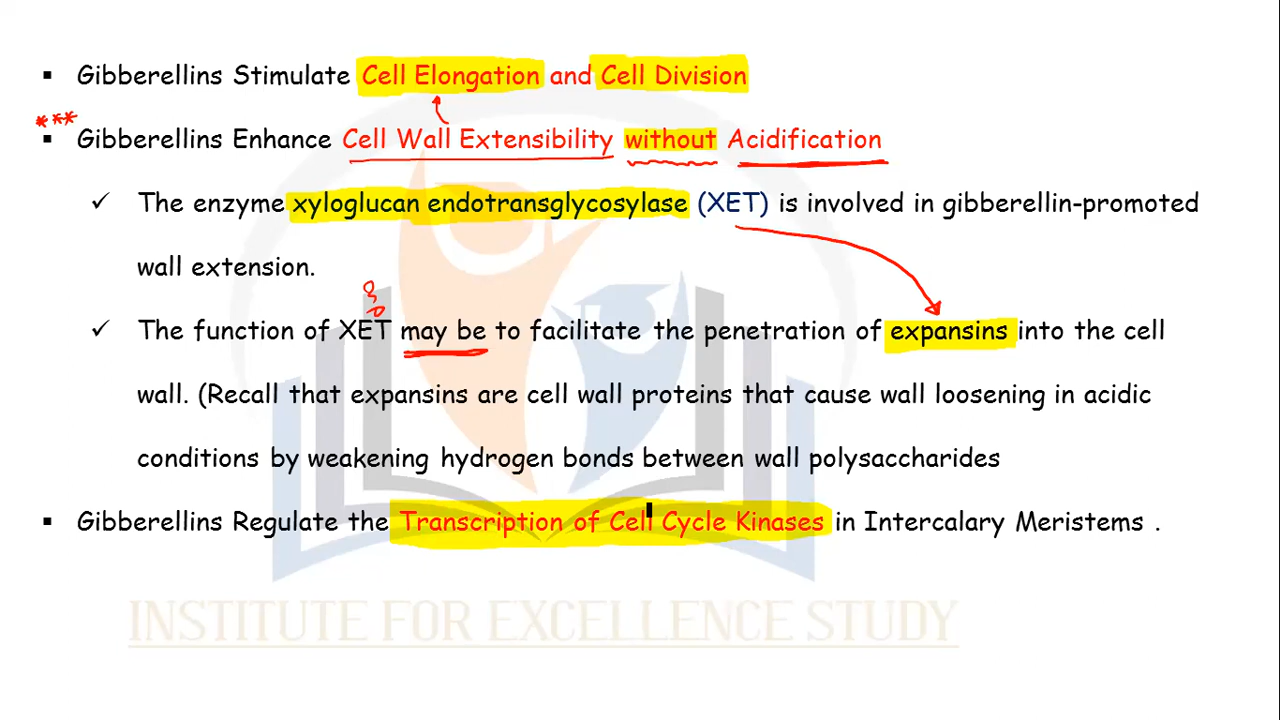 ▪ Gibberellins Stimulate Cell Elongation and Cell Division
***
▪ Gibberellins Enhance Cell Wall Extensibility without Acidification
✓ The enzyme xyloglucan endotransglycosylase (XET) is involved in gibberellin-promoted
wall extension.
✓ The function of XET may be to facilitate the penetration of expansins into the cell
wall. (Recall that expansins are cell wall proteins that cause wall loosening in acidic
conditions by weakening hydrogen bonds between wall polysaccharides
▪ Gibberellins Regulate the Transcription of Cell Cycle Kinases in Intercalary Meristems .
INSTITUTE FOR EXCELLENCE STUDY